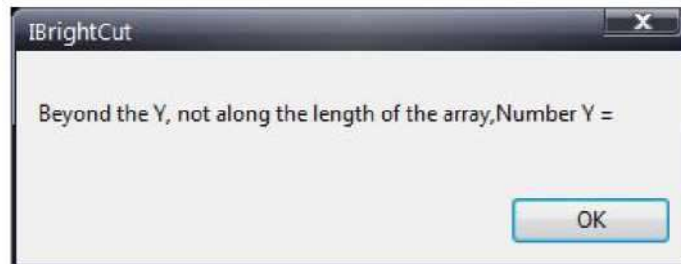 IBrightCut
X
Beyond the Y, not along the length of the array,Number Y =
OK